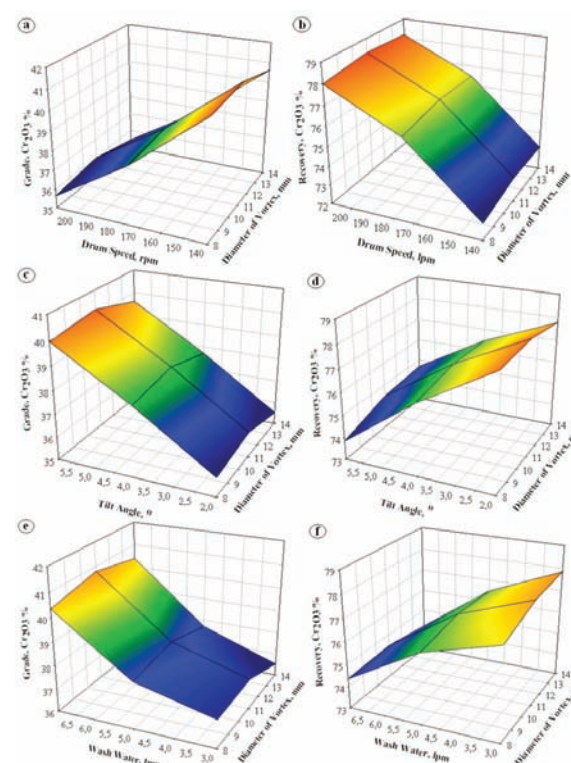 a
42
41
40
39
38
37
36
35
Grade, Cr2O3 %
200 190 180 170 160 150 140
Drum Speed, rpm
8 9 10 11 12 13 14
Diameter of Vortex, mm
b
79
78
77
76
75
74
73
72
Recovery, Cr2O3 %
200 190 180 170 160 150 140
Drum Speed, lpm
8 9 10 11 12 13 14
Diameter of Vortex, mm
c
41
40
39
38
37
36
35
Grade, Cr2O3 %
5,5 5,0 4,5 4,0 3,5 3,0 2,5 2,0
Tilt Angle, º
8 9 10 11 12 13 14
Diameter of Vortex, mm
d
79
78
77
76
75
74
73
Recovery, Cr2O3 %
5,5 5,0 4,5 4,0 3,5 3,0 2,5 2,0
Tilt Angle, º
8 9 10 11 12 13 14
Diameter of Vortex,
e
42
41
40
39
38
37
36
Grade, Cr2O3 %
6,5 6,0 5,5 5,0 4,5 4,0 3,5 3,0
Wash Water,
8 9 10 11 12 13 14
Diameter of Vortex, mm
f
79
78
77
76
75
74
73
Recovery, Cr2O3 %
6,5 6,0 5,5 5,0 4,5 4,0 3,5 3,0
Wash Water, lpm
8 9 10 11 12 13 14
Diameter of Vortex, mm